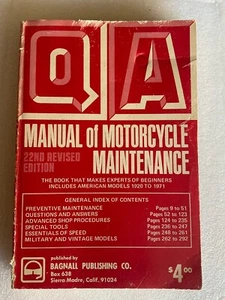 Q A
MANUAL of MOTORCYCLE
22ND REVISED
EDITION
MAINTENANCE
THE BOOK THAT MAKES EXPERTS OF BEGINNERS
INCLUDES AMERICAN MODELS 1920 TO 1971
GENERAL INDEX OF CONTENTS
PREVENTIVE MAINTENANCE Pages 9 to 51
QUESTIONS AND ANSWERS Pages 52 to 123
ADVANCED SHOP PROCEDURES Pages 124 to 235
SPECIAL TOOLS Pages 236 to 247
ESSENTIALS OF SPEED Pages 248 to 261
MILITARY AND VINTAGE MODELS Pages 262 to 292
published by
BAGNALL PUBLISHING CO.
Box 638
Sierra Madre, Calif. 91024
$4.00